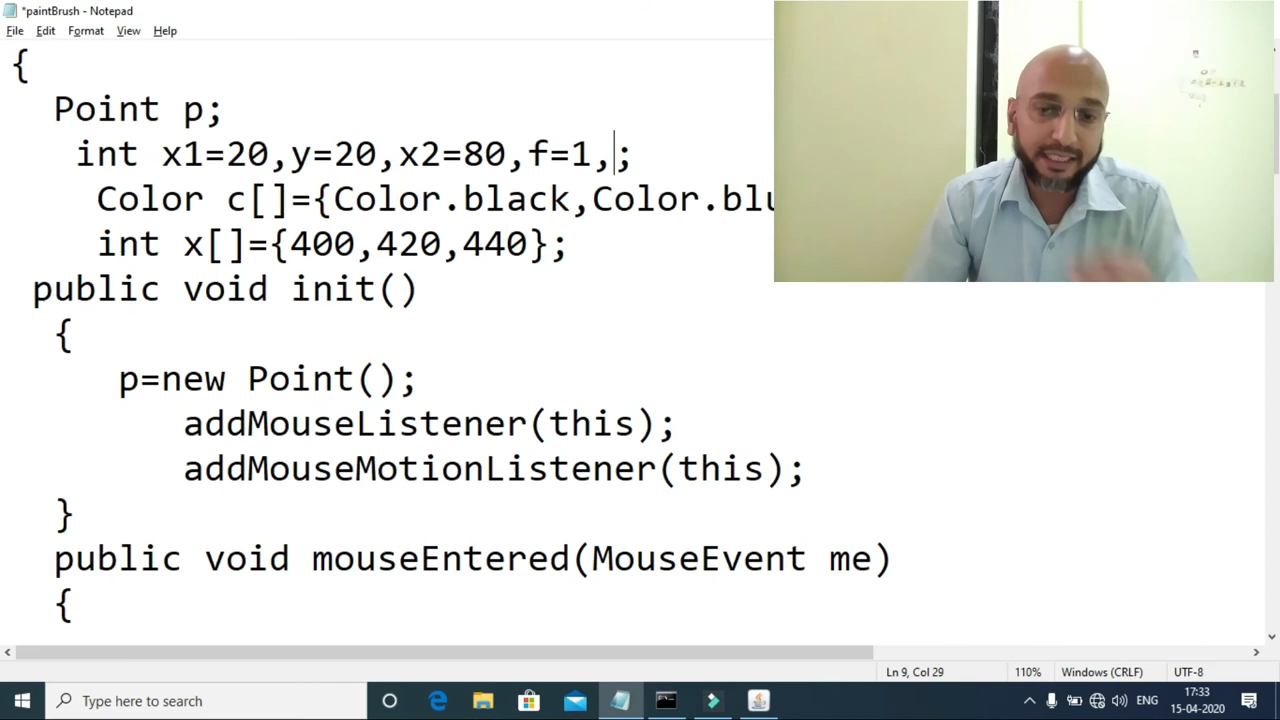 *paintBrush - Notepad
File Edit Format View Help
{
Point p;
int x1=20,y=20,x2=80,f=1,;
Color c[]={Color.black,Color.blu
int x[]={400,420,440};
public void init()
{
p=new Point();
addMouseListener(this);
addMouseMotionListener(this);
}
public void mouseEntered(MouseEvent me)
{
Ln 9, Col 29 110% Windows (CRLF) UTF-8
Type here to search ENG 17:33
15-04-2020